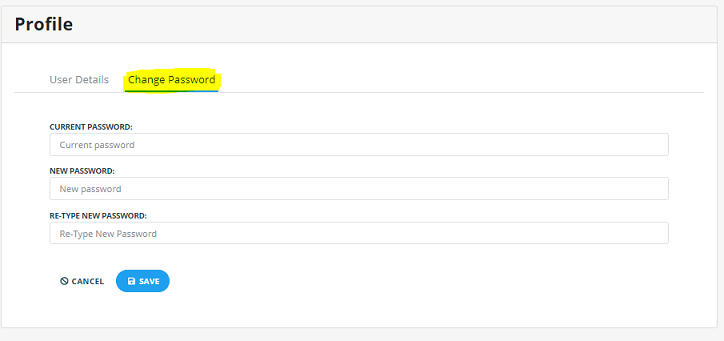 Profile
User Details Change Password
CURRENT PASSWORD:
Current password
NEW PASSWORD:
New password
RE-TYPE NEW PASSWORD:
Re-Type New Password
CANCEL SAVE